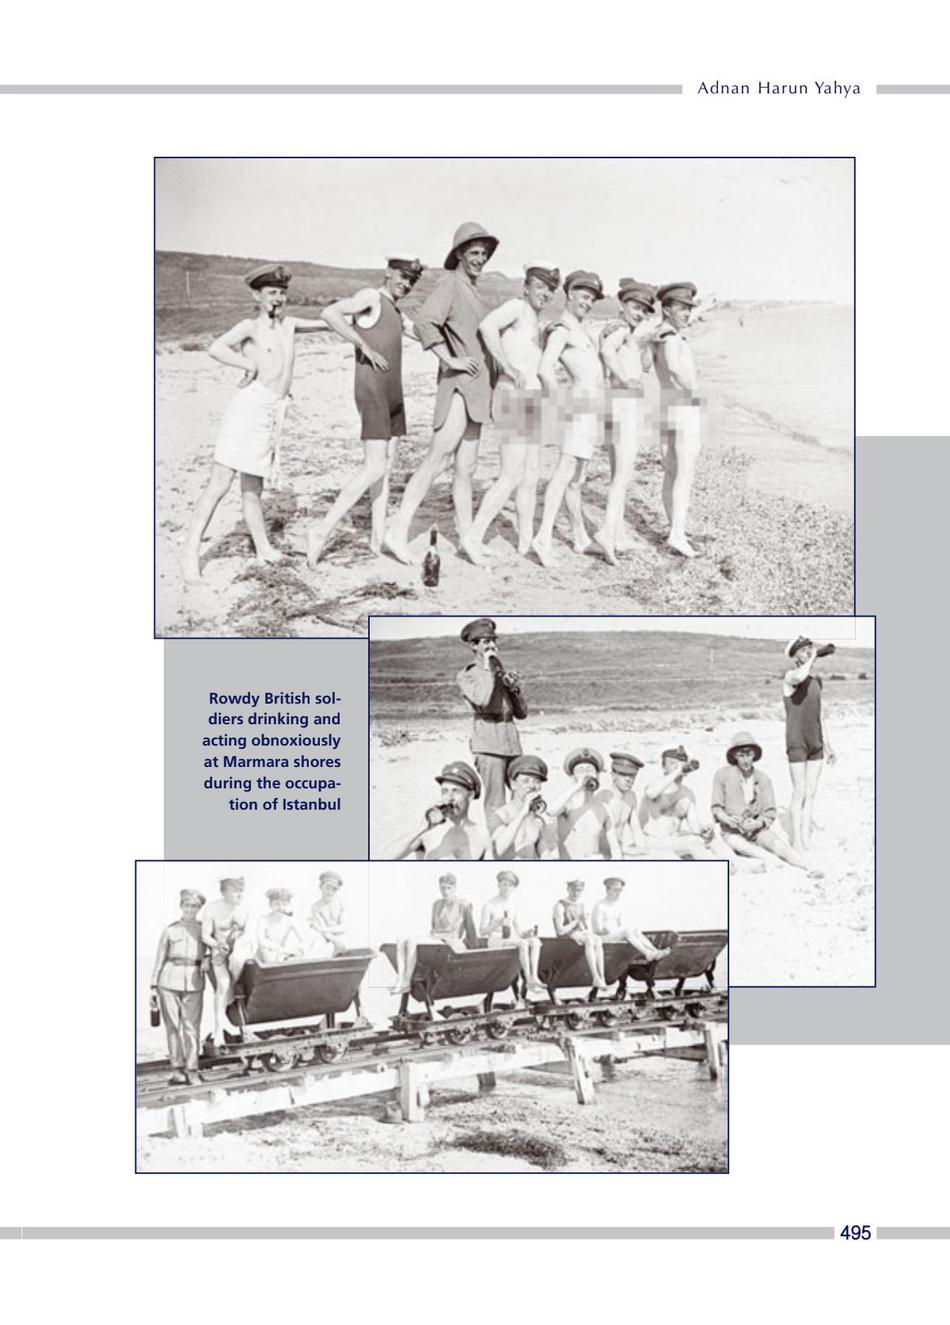 Adnan Harun Yahya
Rowdy British sol-
diers drinking and
acting obnoxiously
at Marmara shores
during the occupa-
tion of Istanbul
495